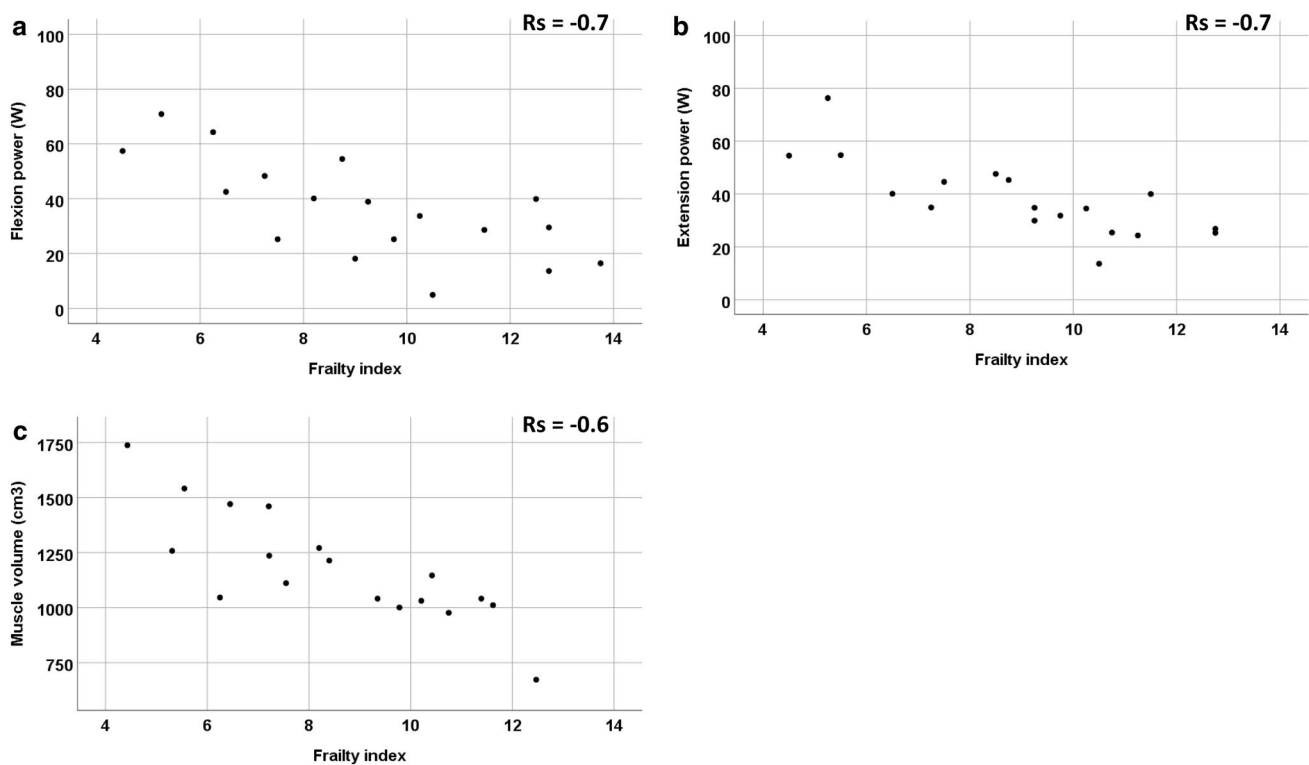 a
Rs = -0.7
Flexion power (W)
100
80
60
40
20
0
4 6 8 10 12 14
Frailty index
b
Rs = -0.7
Extension power (W)
100
80
60
40
20
0
4 6 8 10 12 14
Frailty index
c
Rs = -0.6
Muscle volume (cm3)
1750
1500
1250
1000
750
4 6 8 10 12 14
Frailty index